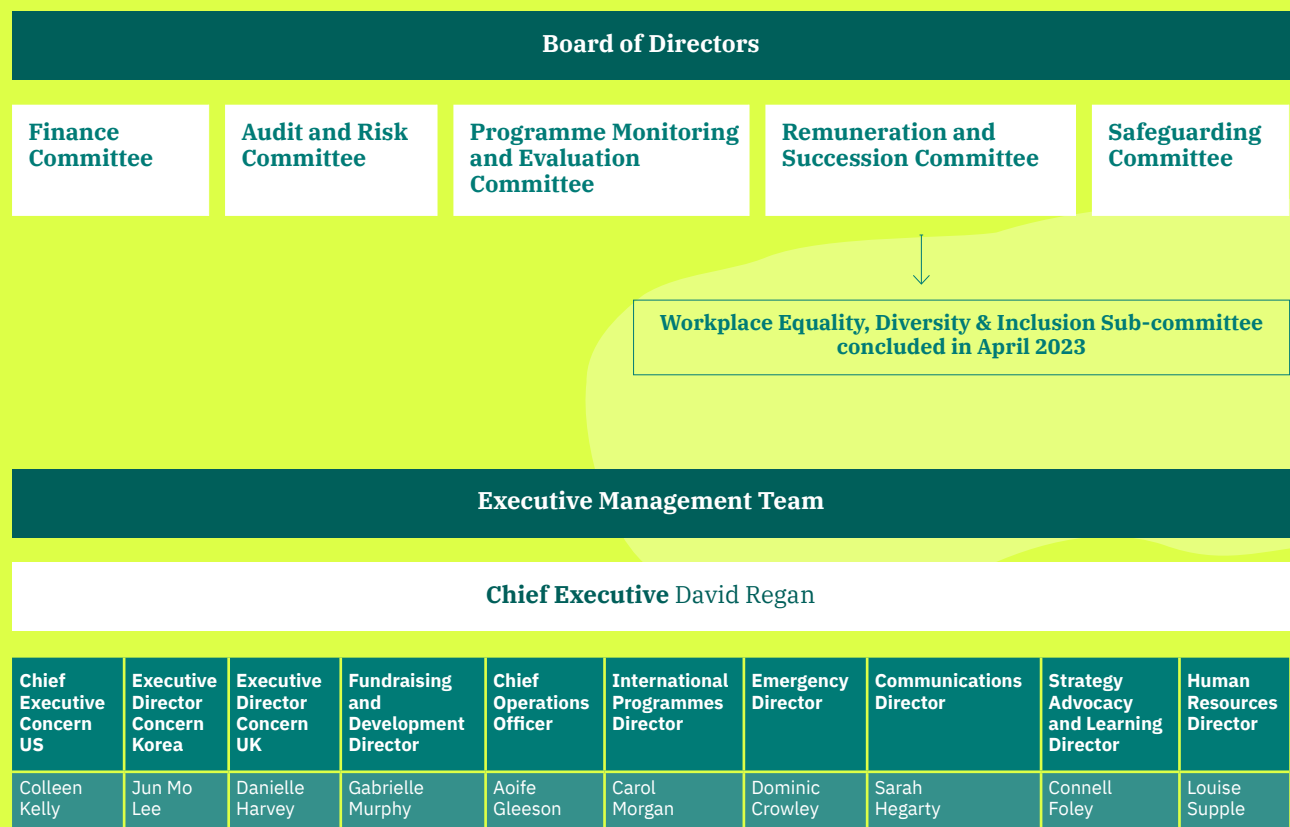 Board of Directors
Finance
Committee
Audit and Risk
Committee
Programme Monitoring
and Evaluation
Committee
Remuneration and
Succession Committee
Safeguarding
Committee
Workplace Equality, Diversity & Inclusion Sub-committee
concluded in April 2023
Executive Management Team
Chief Executive David Regan
Chief
Executive
Concern
US
Colleen
Kelly
Executive
Director
Concern
Korea
Jun Mo
Lee
Executive
Director
Concern
UK
Danielle
Harvey
Fundraising
and
Development
Director
Gabrielle
Murphy
Chief
Operations
Officer
Aoife
Gleeson
International
Programmes
Director
Carol
Morgan
Emergency
Director
Dominic
Crowley
Communications
Director
Sarah
Hegarty
Strategy
Advocacy
and Learning
Director
Connell
Foley
Human
Resources
Director
Louise
Supple